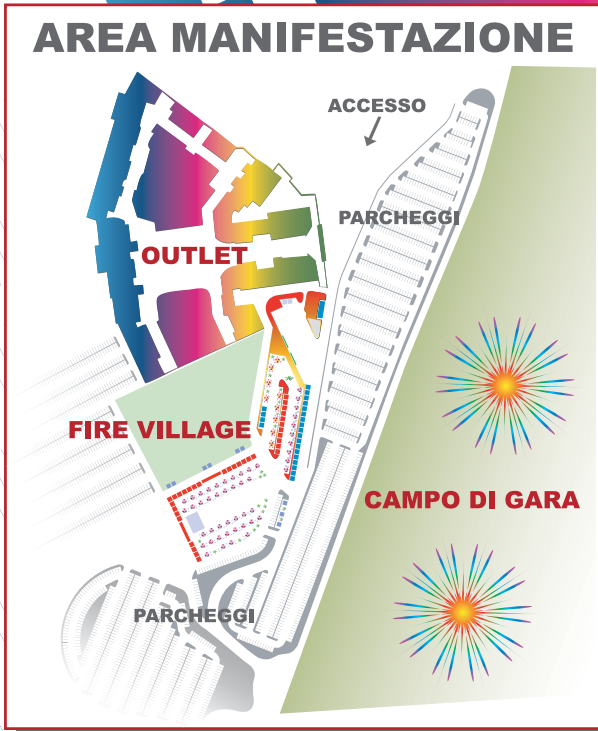 AREA MANIFESTAZIONE
ACCESSO
PARCHEGGI
OUTLET
FIRE VILLAGE
CAMPO DI GARA
PARCHEGGI